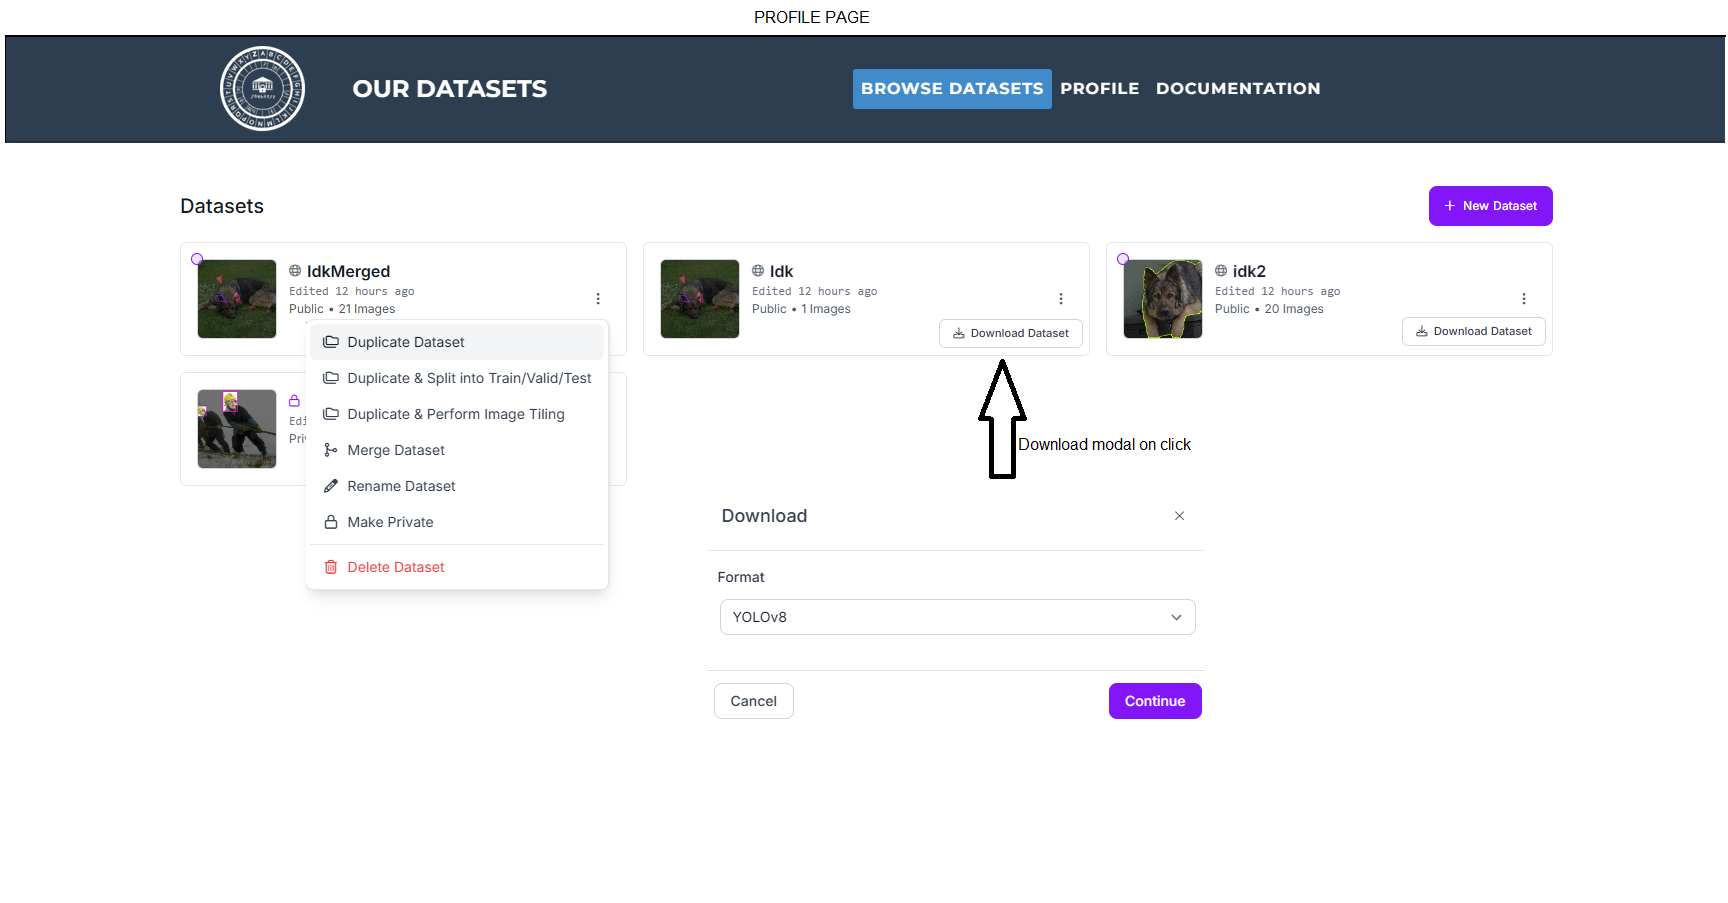 PROFILE PAGE
OUR DATASETS
BROWSE DATASETS
PROFILE
DOCUMENTATION
Datasets
+ New Dataset
IdkMerged
Edited 12 hours ago
Public • 21 Images
Idk
Edited 12 hours ago
Public • 1 Images
Download Dataset
idk2
Edited 12 hours ago
Public • 20 Images
Download Dataset
Duplicate Dataset
Duplicate & Split into Train/Valid/Test
Duplicate & Perform Image Tiling
Merge Dataset
Rename Dataset
Make Private
Delete Dataset
Edi
Pri
Download modal on click
Download
Format
YOLOv8
Cancel
Continue